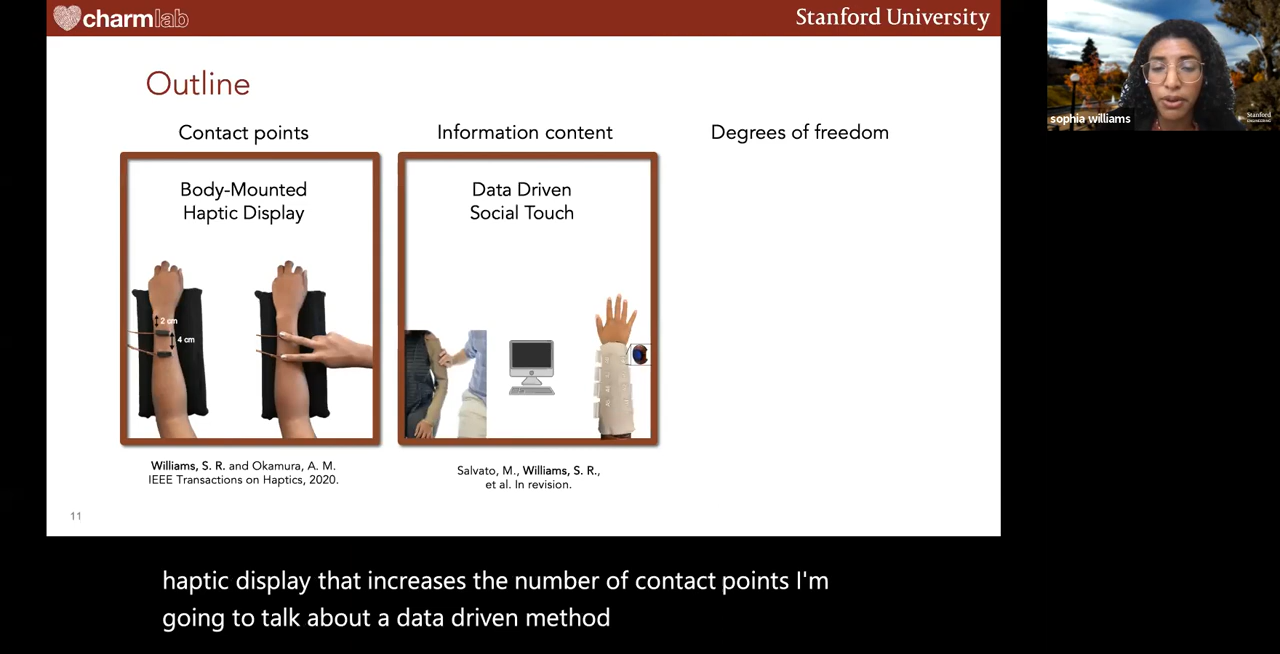 charmlab
Stanford University
Outline
Contact points
Information content
Degrees of freedom
Body-Mounted
Haptic Display
Data Driven
Social Touch
2 cm
4 cm
Williams, S. R. and Okamura, A. M.
IEEE Transactions on Haptics, 2020.
Salvato, M., Williams, S. R.,
et al. In revision.
11
sophia williams
Stanford
ENGINEERING
haptic display that increases the number of contact points I'm
going to talk about a data driven method